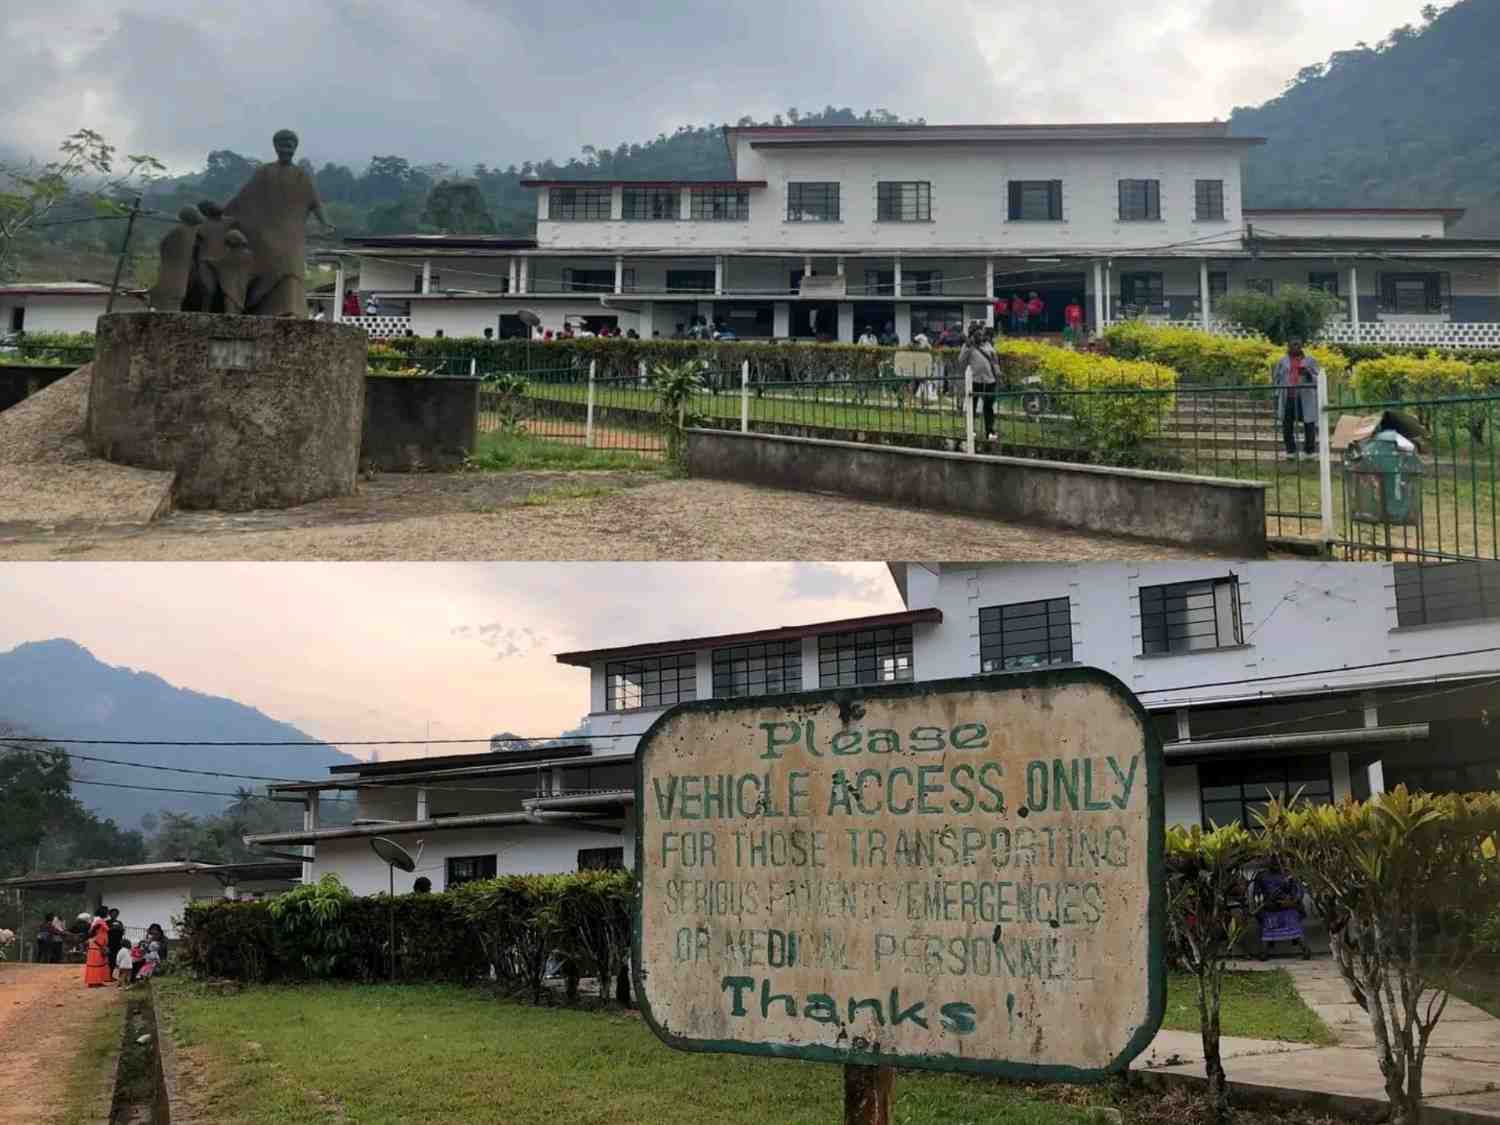 Please
VEHICLE ACCESS ONLY
FOR THOSE TRANSPORTING
SERIOUS PATIENTS/EMERGENCIES
OR MEDICAL PERSONNEL
Thanks!